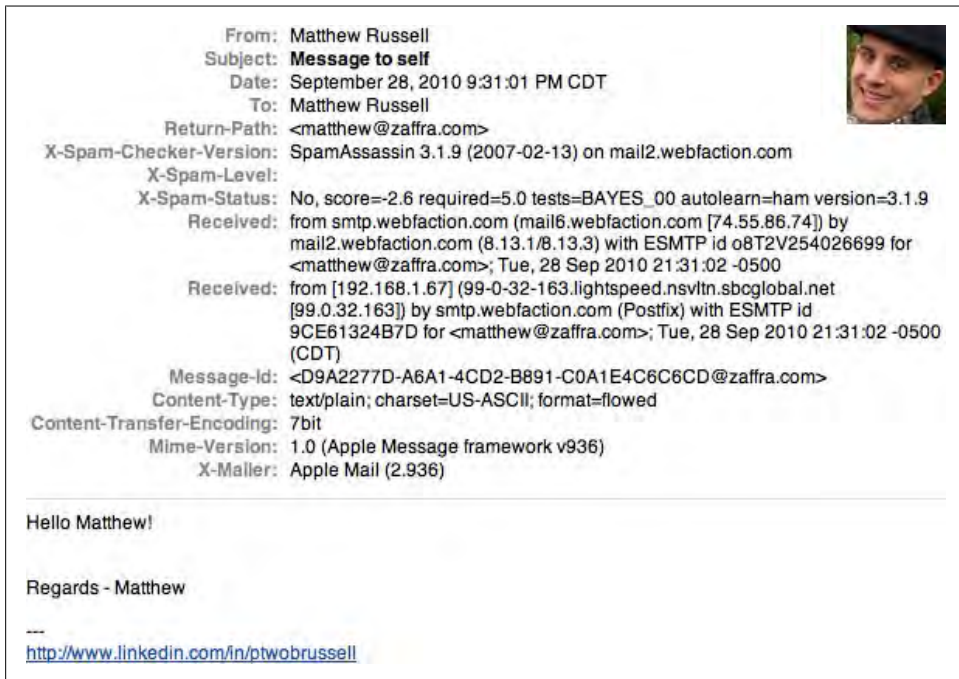 From: Matthew Russell
Subject: Message to self
Date: September 28, 2010 9:31:01 PM CDT
To: Matthew Russell
Return-Path: <matthew@zaffra.com>
X-Spam-Checker-Version: SpamAssassin 3.1.9 (2007-02-13) on mail2.webfaction.com
X-Spam-Level:
X-Spam-Status: No, score=-2.6 required=5.0 tests=BAYES_00 autolearn=ham version=3.1.9
Received: from smtp.webfaction.com (mail6.webfaction.com [74.55.86.74]) by
mail2.webfaction.com (8.13.1/8.13.3) with ESMTP id o8T2V254026699 for
<matthew@zaffra.com>; Tue, 28 Sep 2010 21:31:02 -0500
Received: from [192.168.1.67] (99-0-32-163.lightspeed.nsvltn.sbcglobal.net
[99.0.32.163]) by smtp.webfaction.com (Postfix) with ESMTP id
9CE61324B7D for <matthew@zaffra.com>; Tue, 28 Sep 2010 21:31:02 -0500
(CDT)
Message-Id: <D9A2277D-A6A1-4CD2-B891-C0A1E4C6C6CD@zaffra.com>
Content-Type: text/plain; charset=US-ASCII; format=flowed
Content-Transfer-Encoding: 7bit
Mime-Version: 1.0 (Apple Message framework v936)
X-Mailer: Apple Mail (2.936)
Hello Matthew!
Regards - Matthew
---
http://www.linkedin.com/in/ptwobrussell